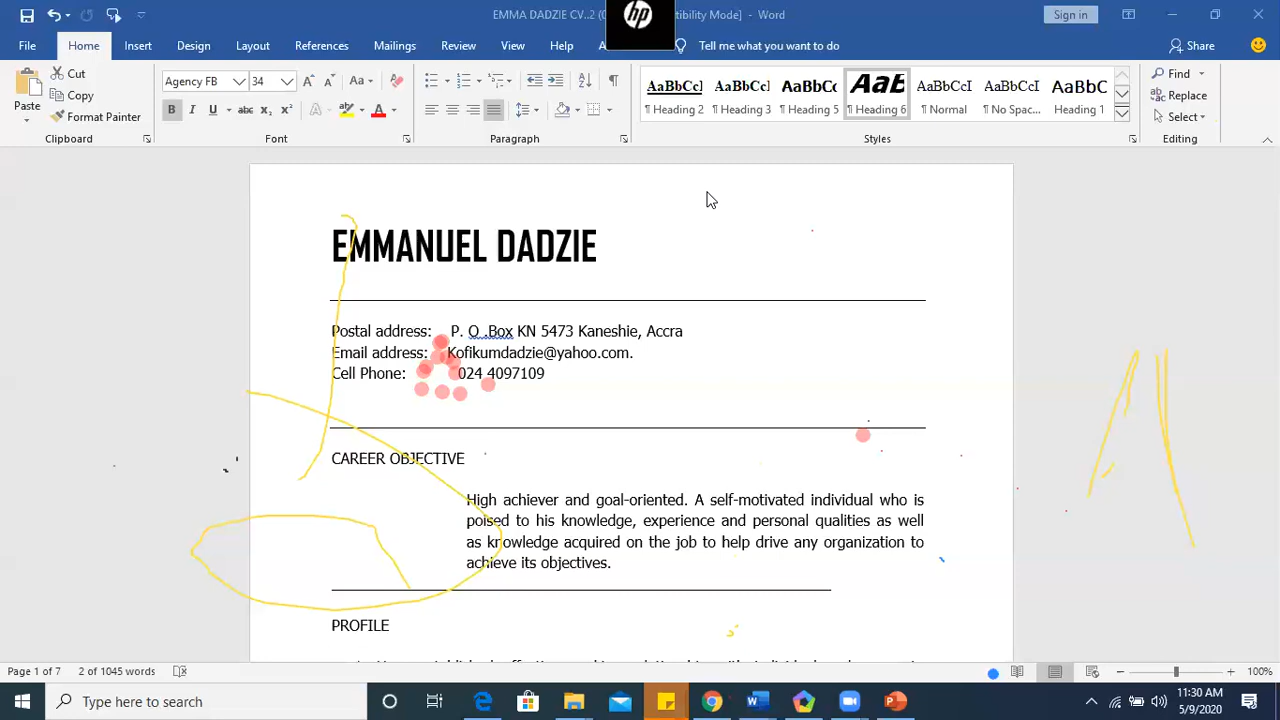 EMMA DADZIE CV..2 (
tibility Mode] - Word
Sign in
File Home Insert Design Layout References Mailings Review View Help Tell me what you want to do Share
Cut
Copy
Format Painter
Paste
Clipboard
Agency FB 34
Font
Paragraph
AaBbCcI AaBbCcI AaBbCc AaB AaBbCcI AaBbCcI AaBbC
¶ Heading 2 ¶ Heading 3 ¶ Heading 5 ¶ Heading 6 ¶ Normal ¶ No Spac... Heading 1
Styles
Find
Replace
Select
Editing
EMMANUEL DADZIE
Postal address: P. O .Box KN 5473 Kaneshie, Accra
Email address: Kofikumdadzie@yahoo.com.
Cell Phone: 024 4097109
CAREER OBJECTIVE
High achiever and goal-oriented. A self-motivated individual who is
poised to his knowledge, experience and personal qualities as well
as knowledge acquired on the job to help drive any organization to
achieve its objectives.
PROFILE
Page 1 of 7 2 of 1045 words
100%
Type here to search
11:30 AM
5/9/2020